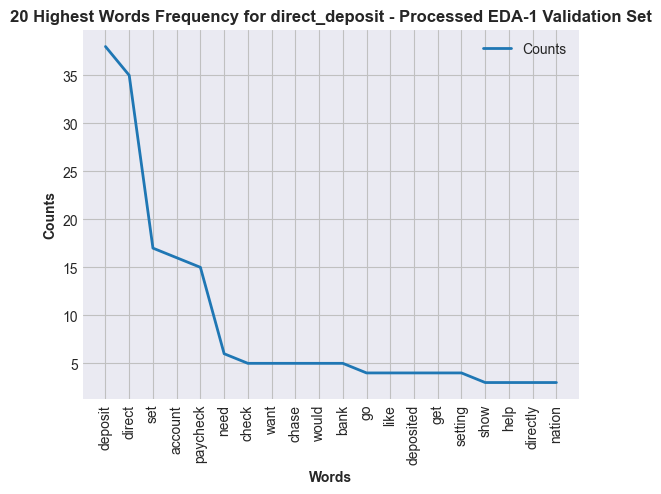 20 Highest Words Frequency for direct_deposit - Processed EDA-1 Validation Set
Counts
Counts
35
30
25
20
15
10
5
deposit
direct
set
account
paycheck
need
check
want
chase
would
bank
go
like
deposited
get
setting
show
help
directly
nation
Words